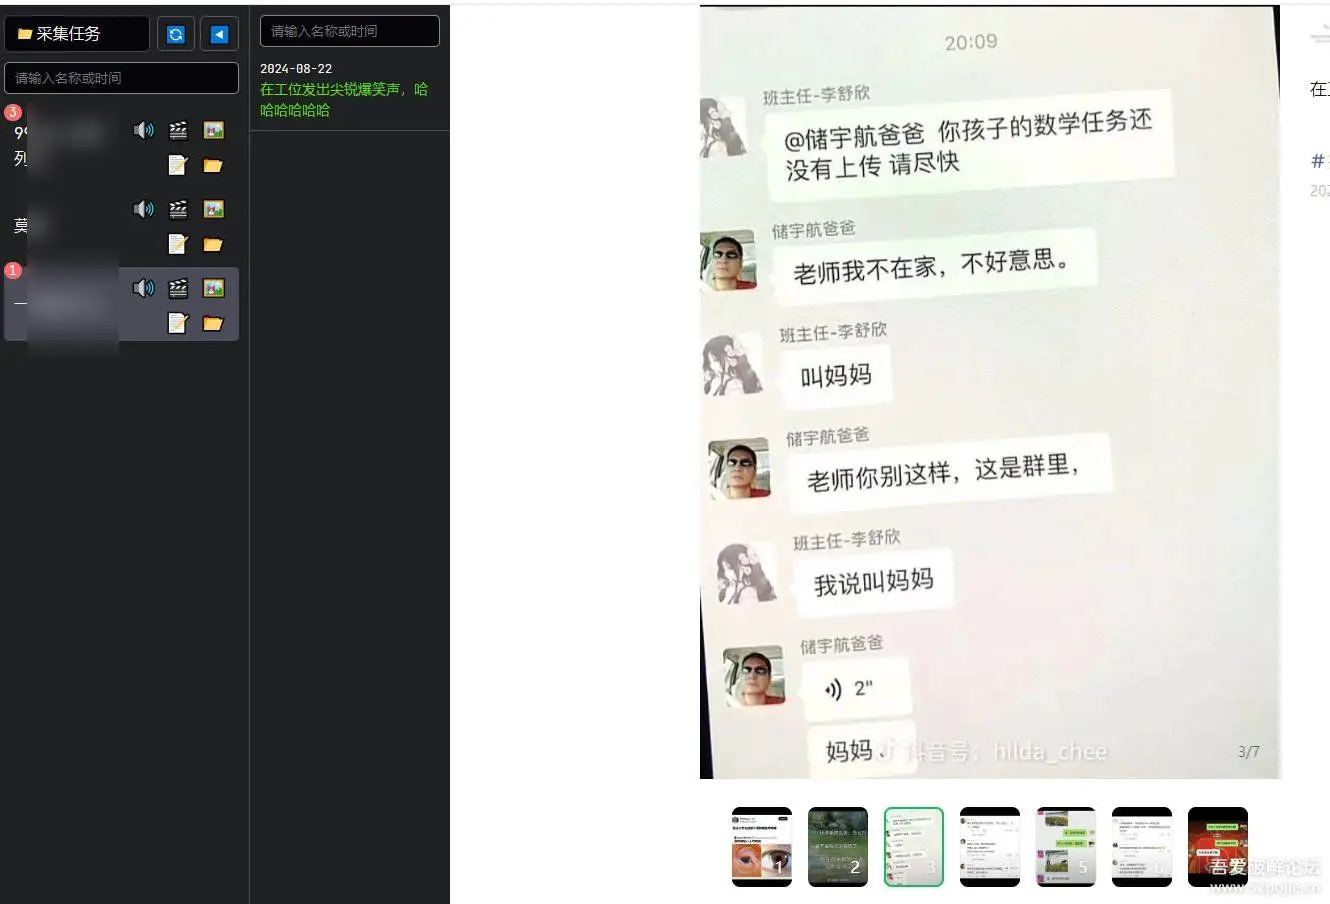 采集任务
请输入名称或时间
3
99
列
莫
1
一
请输入名称或时间
2024-08-22
在工位发出尖锐爆笑声，哈
哈哈哈哈哈哈
20:09
班主任-李舒欣
@储宇航爸爸 你孩子的数学任务还
没有上传 请尽快
储宇航爸爸
老师我不在家，不好意思。
班主任-李舒欣
叫妈妈
储宇航爸爸
老师你别这样，这是群里，
班主任-李舒欣
我说叫妈妈
储宇航爸爸
2"
妈妈、
抖音号：hilda_chee
3/7
在
#
202
1
2
3
5
吾爱破解论坛
www.52pojie.cn